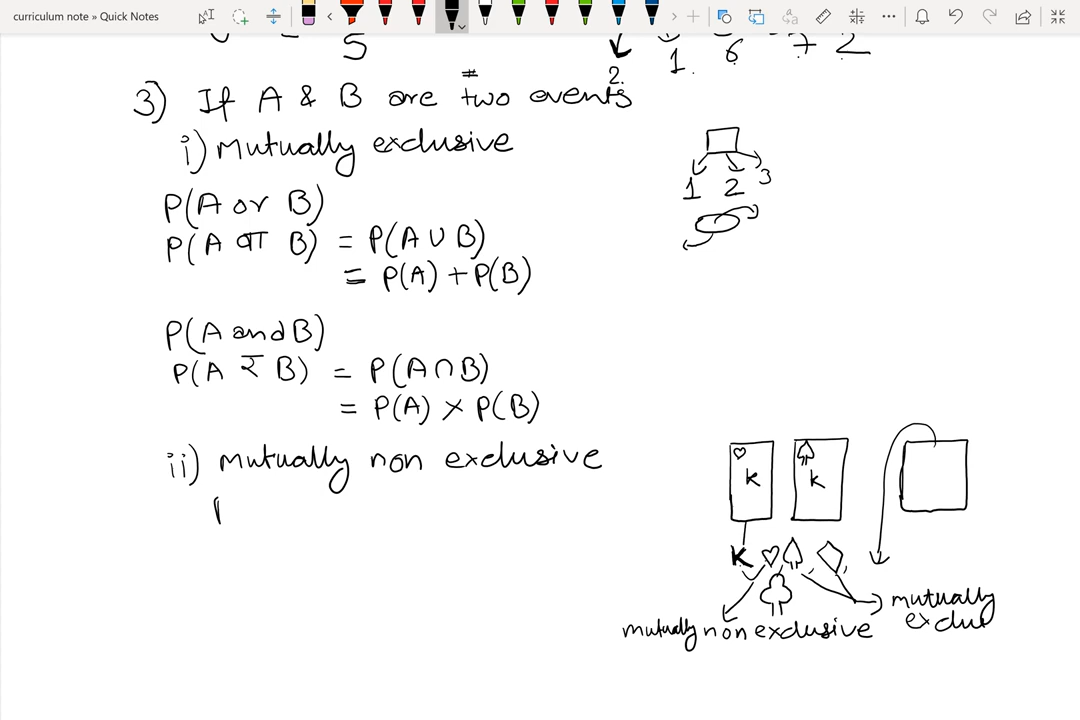 curriculum note » Quick Notes
5
1. 6 7 2
2.
3) If A & B are two events
i) Mutually exclusive
1 2 3
P(A or B)
P(A वा B) = P(A ∪ B)
= P(A) + P(B)
P(A and B)
P(A र B) = P(A ∩ B)
= P(A) × P(B)
ii) Mutually non exclusive
♡ K ♤ K
K ♡ ♤ ♢
♧
mutually
exclu
mutually non exclusive